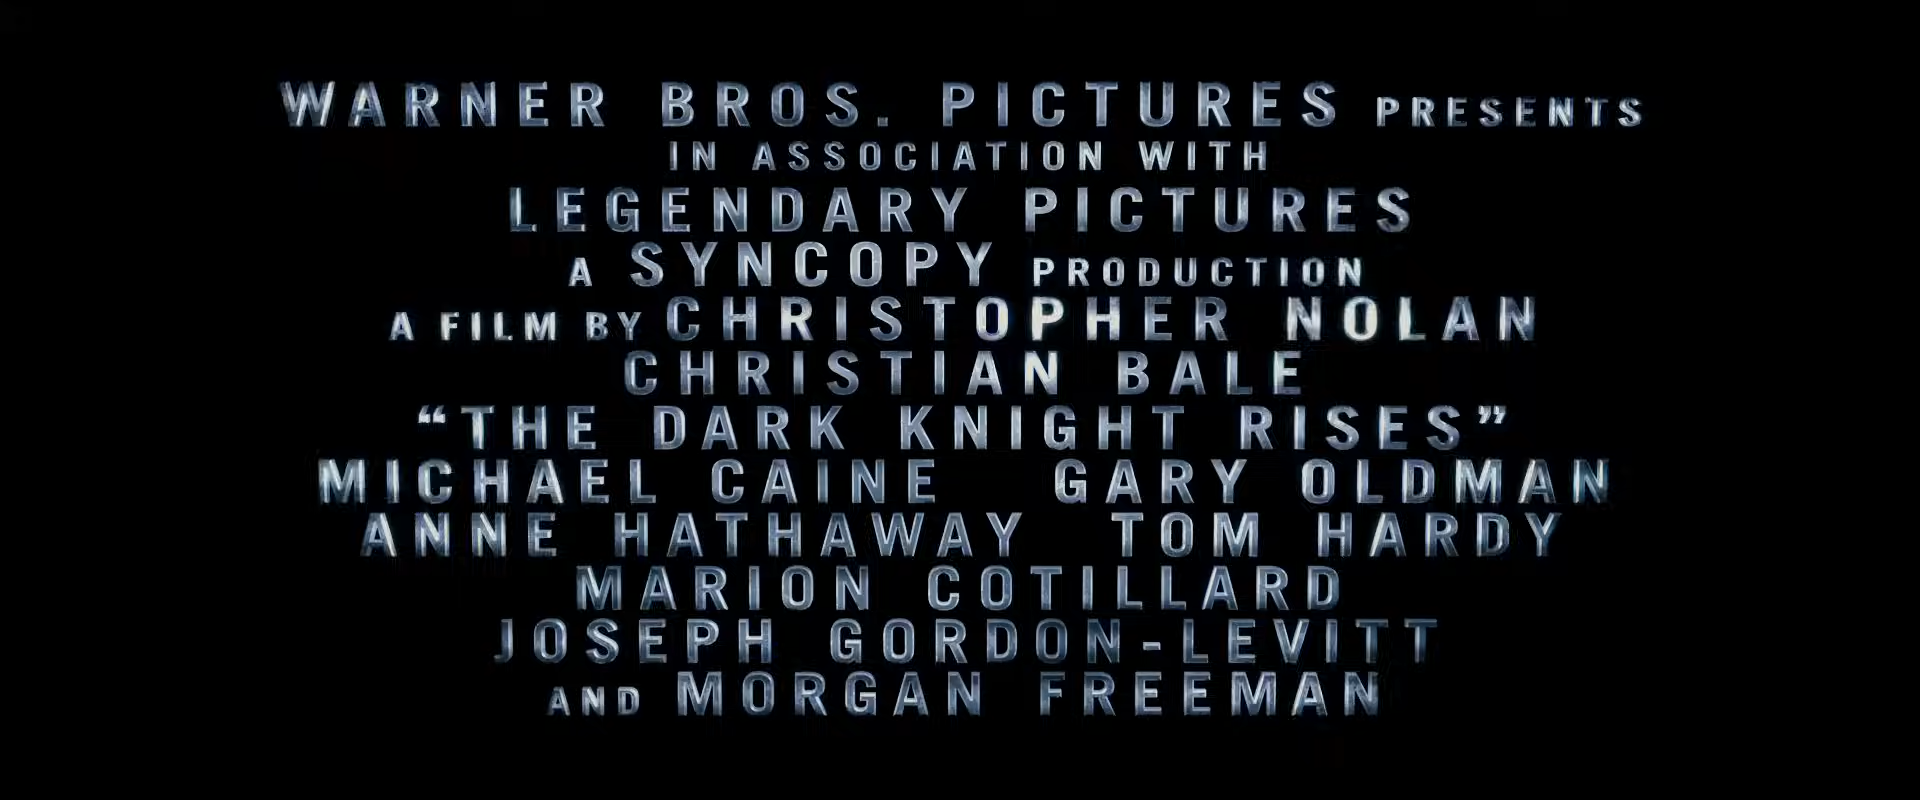 WARNER BROS. PICTURES PRESENTS
IN ASSOCIATION WITH
LEGENDARY PICTURES
A SYNCOPY PRODUCTION
A FILM BY CHRISTOPHER NOLAN
CHRISTIAN BALE
“THE DARK KNIGHT RISES”
MICHAEL CAINE GARY OLDMAN
ANNE HATHAWAY TOM HARDY
MARION COTILLARD
JOSEPH GORDON-LEVITT
AND MORGAN FREEMAN